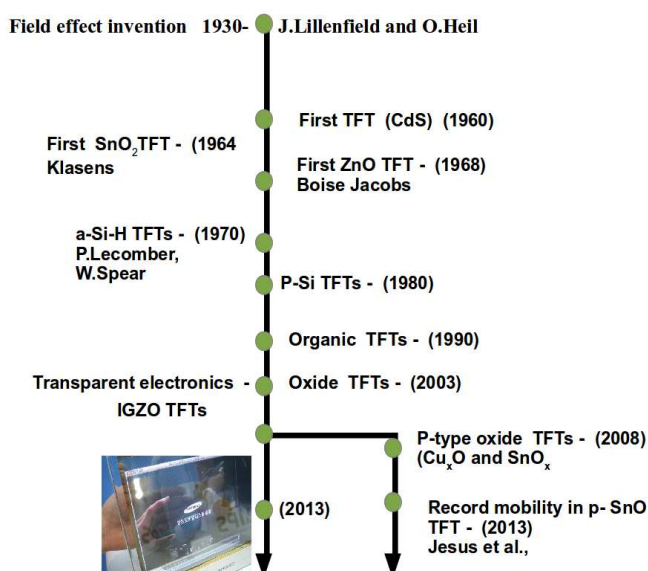 Field effect invention 1930- J.Lillenfield and O.Heil
First TFT (CdS) (1960)
First SnO₂TFT - (1964
Klasens
First ZnO TFT - (1968)
Boise Jacobs
a-Si-H TFTs - (1970)
P.Lecomber,
W.Spear
P-Si TFTs - (1980)
Organic TFTs - (1990)
Transparent electronics - Oxide TFTs - (2003)
IGZO TFTs
P-type oxide TFTs - (2008)
(CuₓO and SnOₓ
(2013)
Record mobility in p- SnO
TFT - (2013)
Jesus et al.,
SAMSUNG